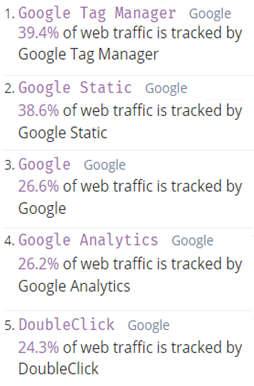 1. Google Tag Manager Google
39.4% of web traffic is tracked by
Google Tag Manager
2. Google Static Google
38.6% of web traffic is tracked by
Google Static
3. Google Google
26.6% of web traffic is tracked by
Google
4. Google Analytics Google
26.2% of web traffic is tracked by
Google Analytics
5. DoubleClick Google
24.3% of web traffic is tracked by
DoubleClick